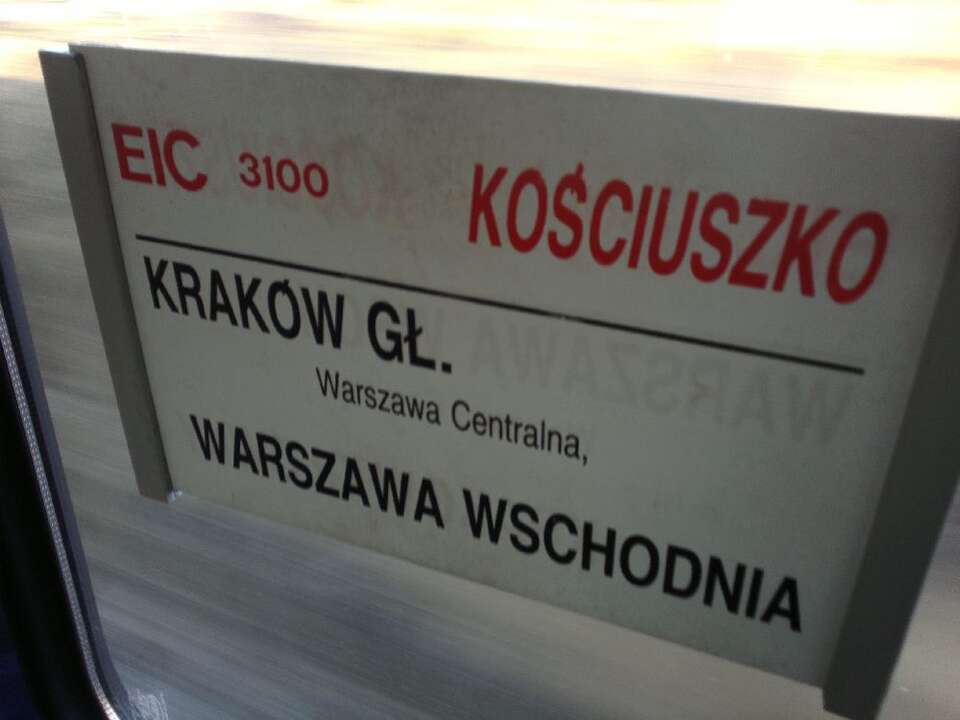 EIC 3100 KOŚCIUSZKO
KRAKÓW GŁ.
Warszawa Centralna,
WARSZAWA WSCHODNIA